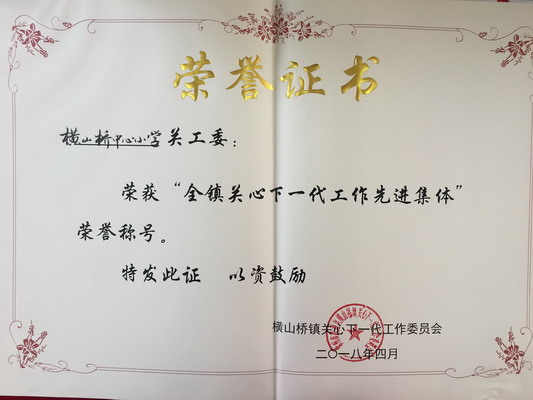 荣誉证书
横山桥中心小学关工委：
荣获“全镇关心下一代工作先进集体”
荣誉称号。
特发此证 以资鼓励
横山桥镇关心下一代工作委员会
二〇一八年四月